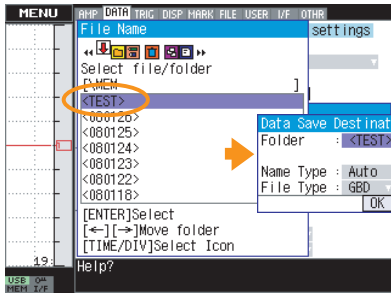 MENU AMP DATA TRIG DISP MARK FILE USER I/F OTHR
File Name
settings
Select file/folder
[\MEM ]
<TEST>
<080126>
<080125>
<080124>
<080123>
<080122>
<080118>
Data Save Destinat
Folder : <TEST>
Name Type : Auto
File Type : GBD
OK
[ENTER]Select
[←][→]Move folder
[TIME/DIV]Select Icon
19:
Help?
USB
MEM I/F